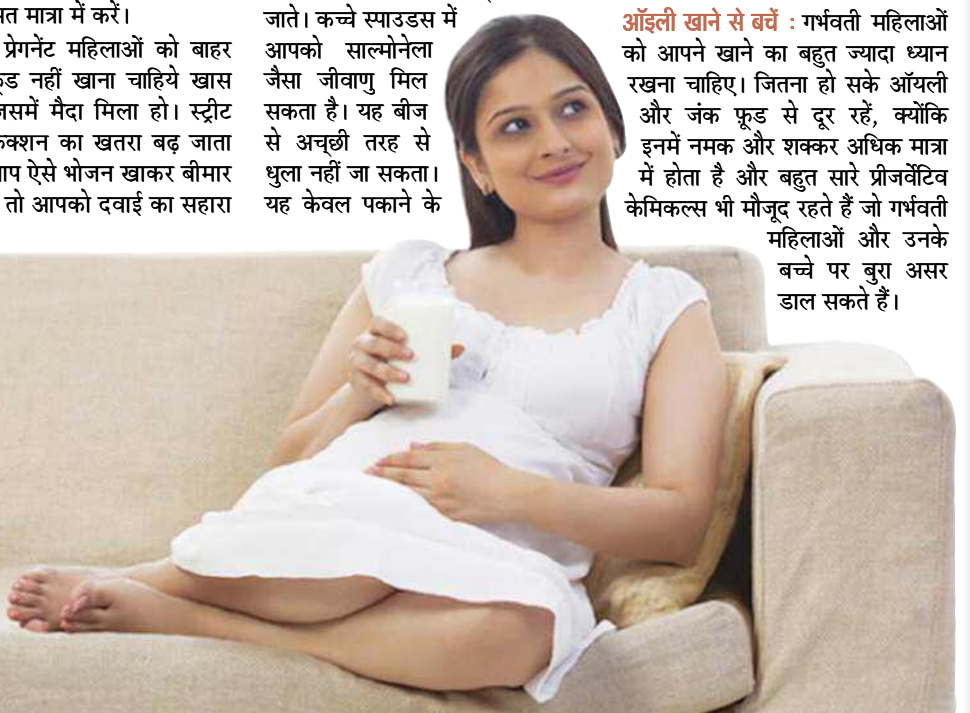 मात्रा में करें।
प्रेगनेंट महिलाओं को बाहर
नहीं खाना चाहिये खास
मैदा मिला हो। स्ट्रीट
का खतरा बढ़ जाता
ऐसे भोजन खाकर बीमार
तो आपको दवाई का सहारा
जाते। कच्चे स्पाउडस में
आपको साल्मोनेला
जैसा जीवाणु मिल
सकता है। यह बीज
से अच्छी तरह से
धुला नहीं जा सकता।
यह केवल पकाने के
ऑइली खाने से बचें : गर्भवती महिलाओं
को आपने खाने का बहुत ज्यादा ध्यान
रखना चाहिए। जितना हो सके ऑयली
और जंक फूड से दूर रहें, क्योंकि
इनमें नमक और शक्कर अधिक मात्रा
में होता है और बहुत सारे प्रीजर्वेटिव
केमिकल्स भी मौजूद रहते हैं जो गर्भवती
महिलाओं और उनके
बच्चे पर बुरा असर
डाल सकते हैं।